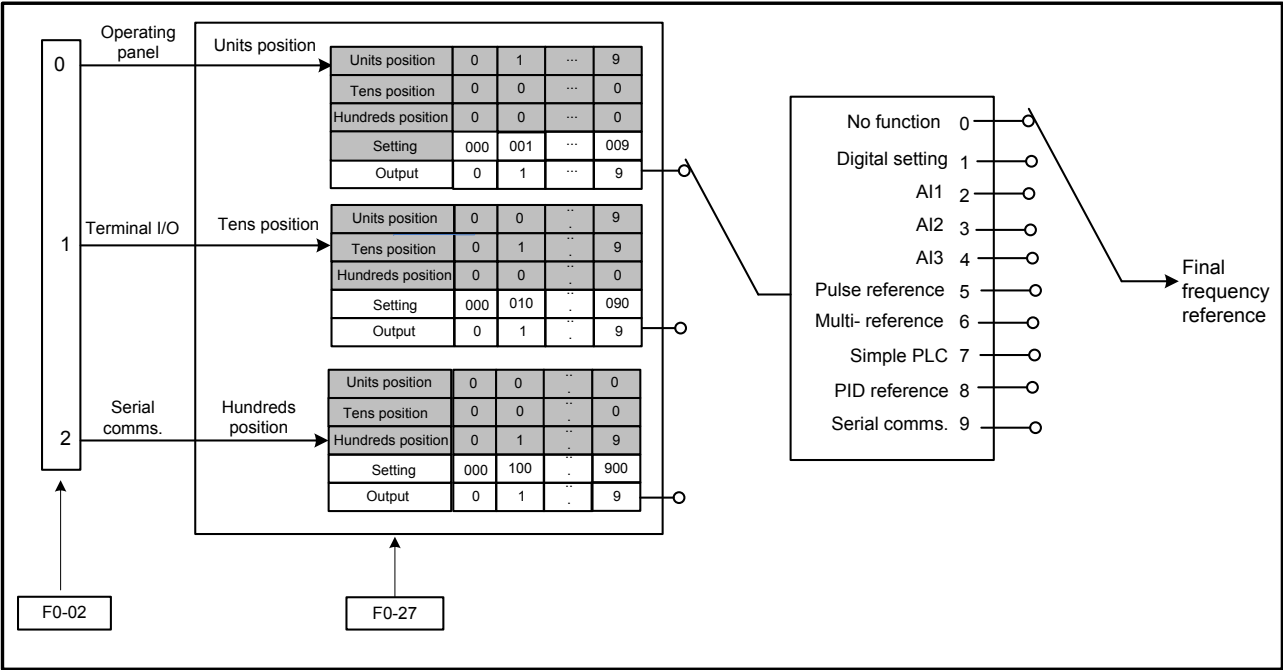 0
Operating
panel
Units position
Units position 0 1 ... 9
Tens position 0 0 ... 0
Hundreds position 0 0 ... 0
Setting 000 001 ... 009
Output 0 1 ... 9
1
Terminal I/O
Tens position
Units position 0 0 ... 9
Tens position 0 1 ... 9
Hundreds position 0 0 ... 0
Setting 000 010 ... 090
Output 0 1 ... 9
2
Serial
comms.
Hundreds
position
Units position 0 0 ... 0
Tens position 0 0 ... 0
Hundreds position 0 1 ... 9
Setting 000 100 ... 900
Output 0 1 ... 9
F0-02
F0-27
No function 0
Digital setting 1
AI1 2
AI2 3
AI3 4
Pulse reference 5
Multi- reference 6
Simple PLC 7
PID reference 8
Serial comms. 9
Final
frequency
reference